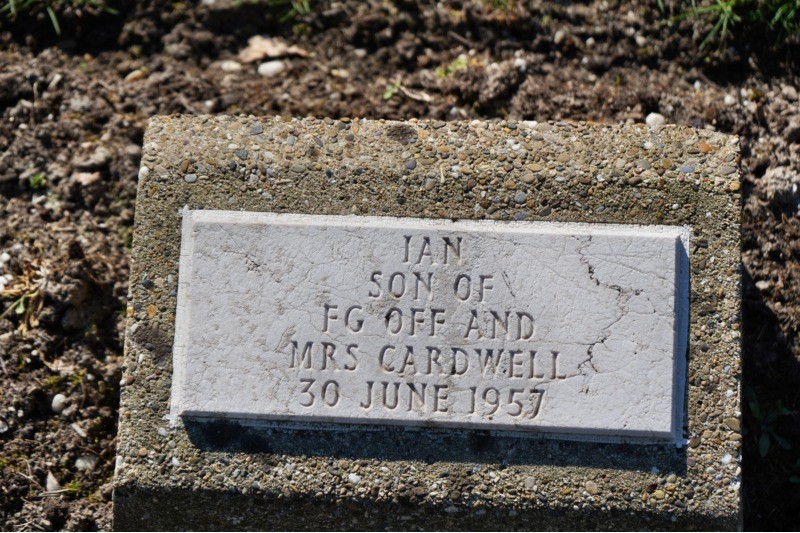 IAN
SON OF
FG OFF AND
MRS CARDWELL
30 JUNE 1957